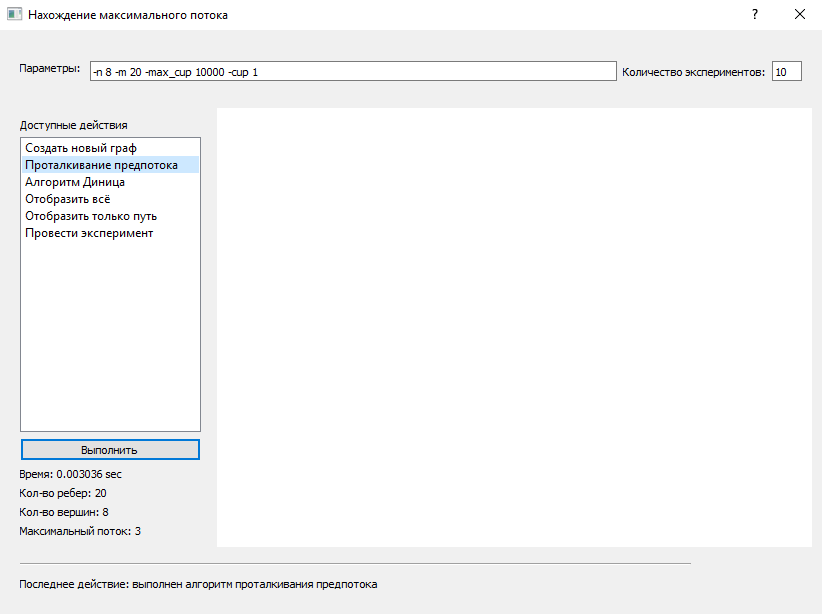 Нахождение максимального потока
?
Параметры: -n 8 -m 20 -max_cup 10000 -cup 1 Количество экспериментов: 10
Доступные действия
Создать новый граф
Проталкивание предпотока
Алгоритм Диница
Отобразить всё
Отобразить только путь
Провести эксперимент
Выполнить
Время: 0.003036 sec
Кол-во ребер: 20
Кол-во вершин: 8
Максимальный поток: 3
Последнее действие: выполнен алгоритм проталкивания предпотока